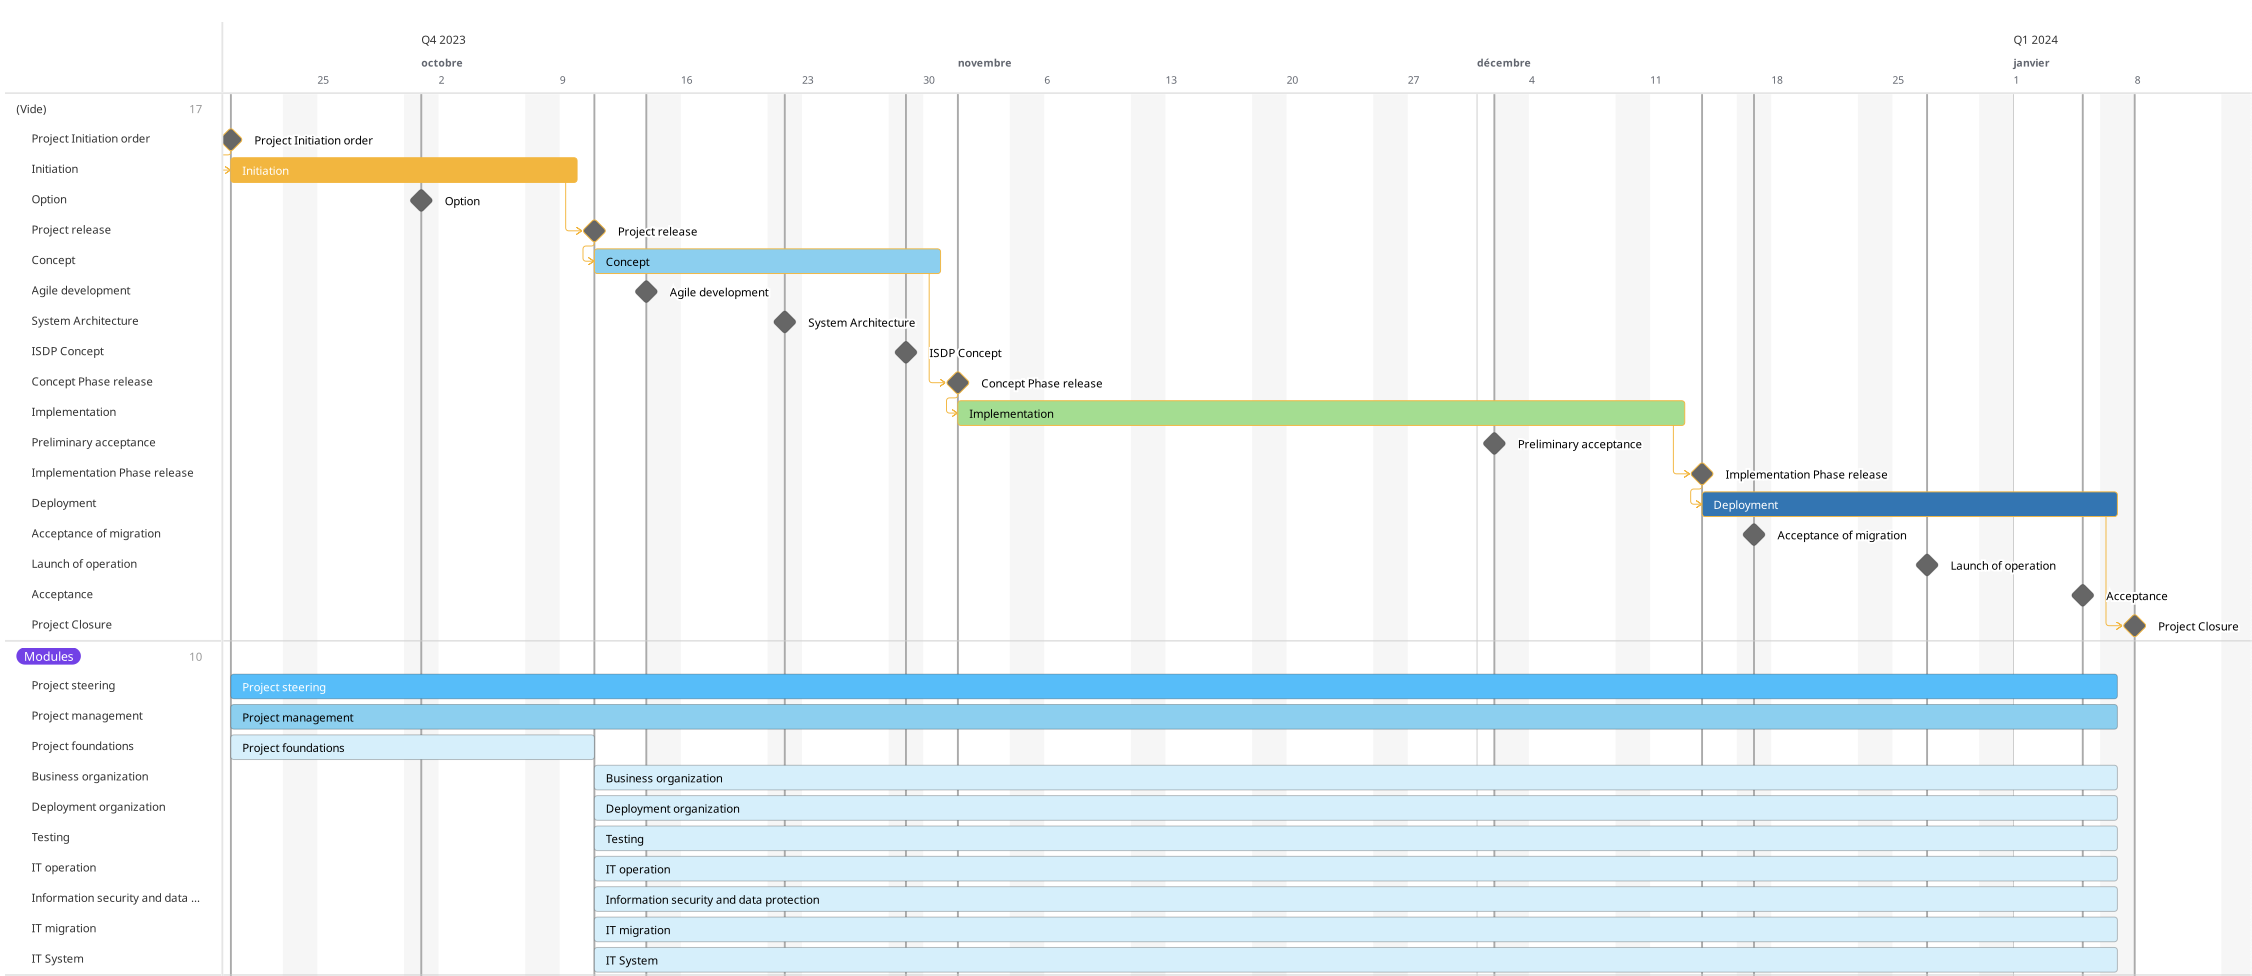 Q4 2023
Q1 2024
octobre
novembre
décembre
janvier
25
2
9
16
23
30
6
13
20
27
4
11
18
25
1
8
(Vide) 17
Project Initiation order
Project Initiation order
Initiation
Initiation
Option
Option
Project release
Project release
Concept
Concept
Agile development
Agile development
System Architecture
System Architecture
ISDP Concept
ISDP Concept
Concept Phase release
Concept Phase release
Implementation
Implementation
Preliminary acceptance
Preliminary acceptance
Implementation Phase release
Implementation Phase release
Deployment
Deployment
Acceptance of migration
Acceptance of migration
Launch of operation
Launch of operation
Acceptance
Acceptance
Project Closure
Project Closure
Modules 10
Project steering
Project steering
Project management
Project management
Project foundations
Project foundations
Business organization
Business organization
Deployment organization
Deployment organization
Testing
Testing
IT operation
IT operation
Information security and data ...
Information security and data protection
IT migration
IT migration
IT System
IT System